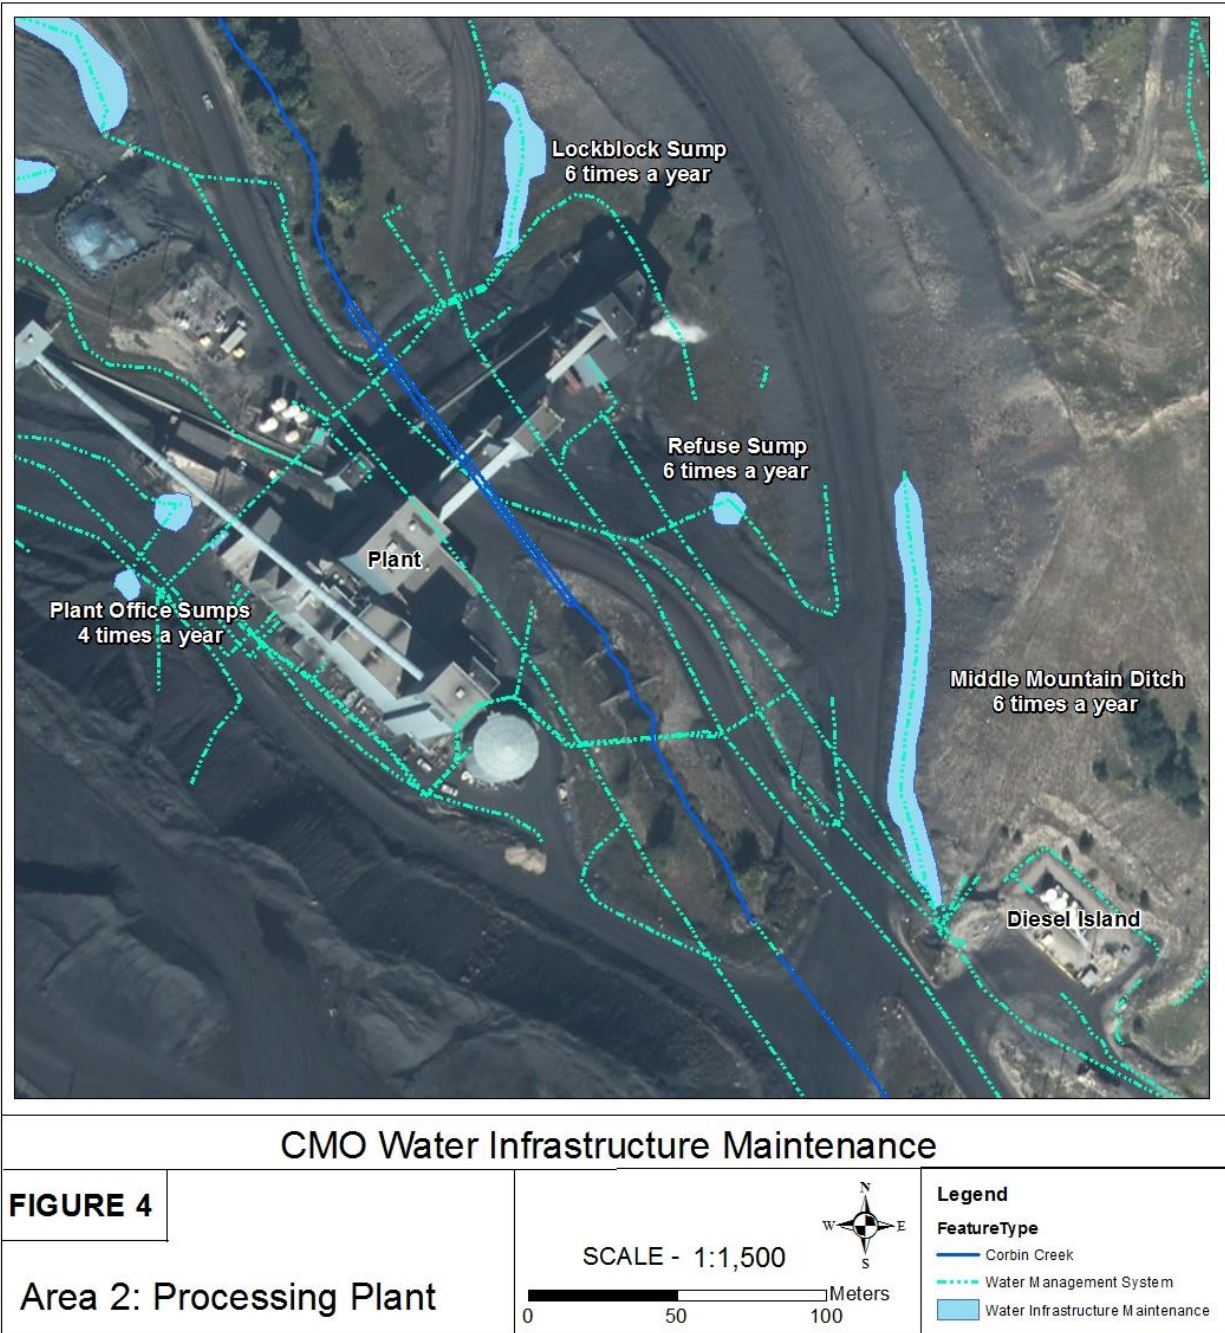 Lockblock Sump
6 times a year
Refuse Sump
6 times a year
Plant
Plant Office Sumps
4 times a year
Middle Mountain Ditch
6 times a year
Diesel Island
CMO Water Infrastructure Maintenance
FIGURE 4
Area 2: Processing Plant
N
W E
S
SCALE - 1:1,500
Meters
0 50 100
Legend
FeatureType
Corbin Creek
Water Management System
Water Infrastructure Maintenance